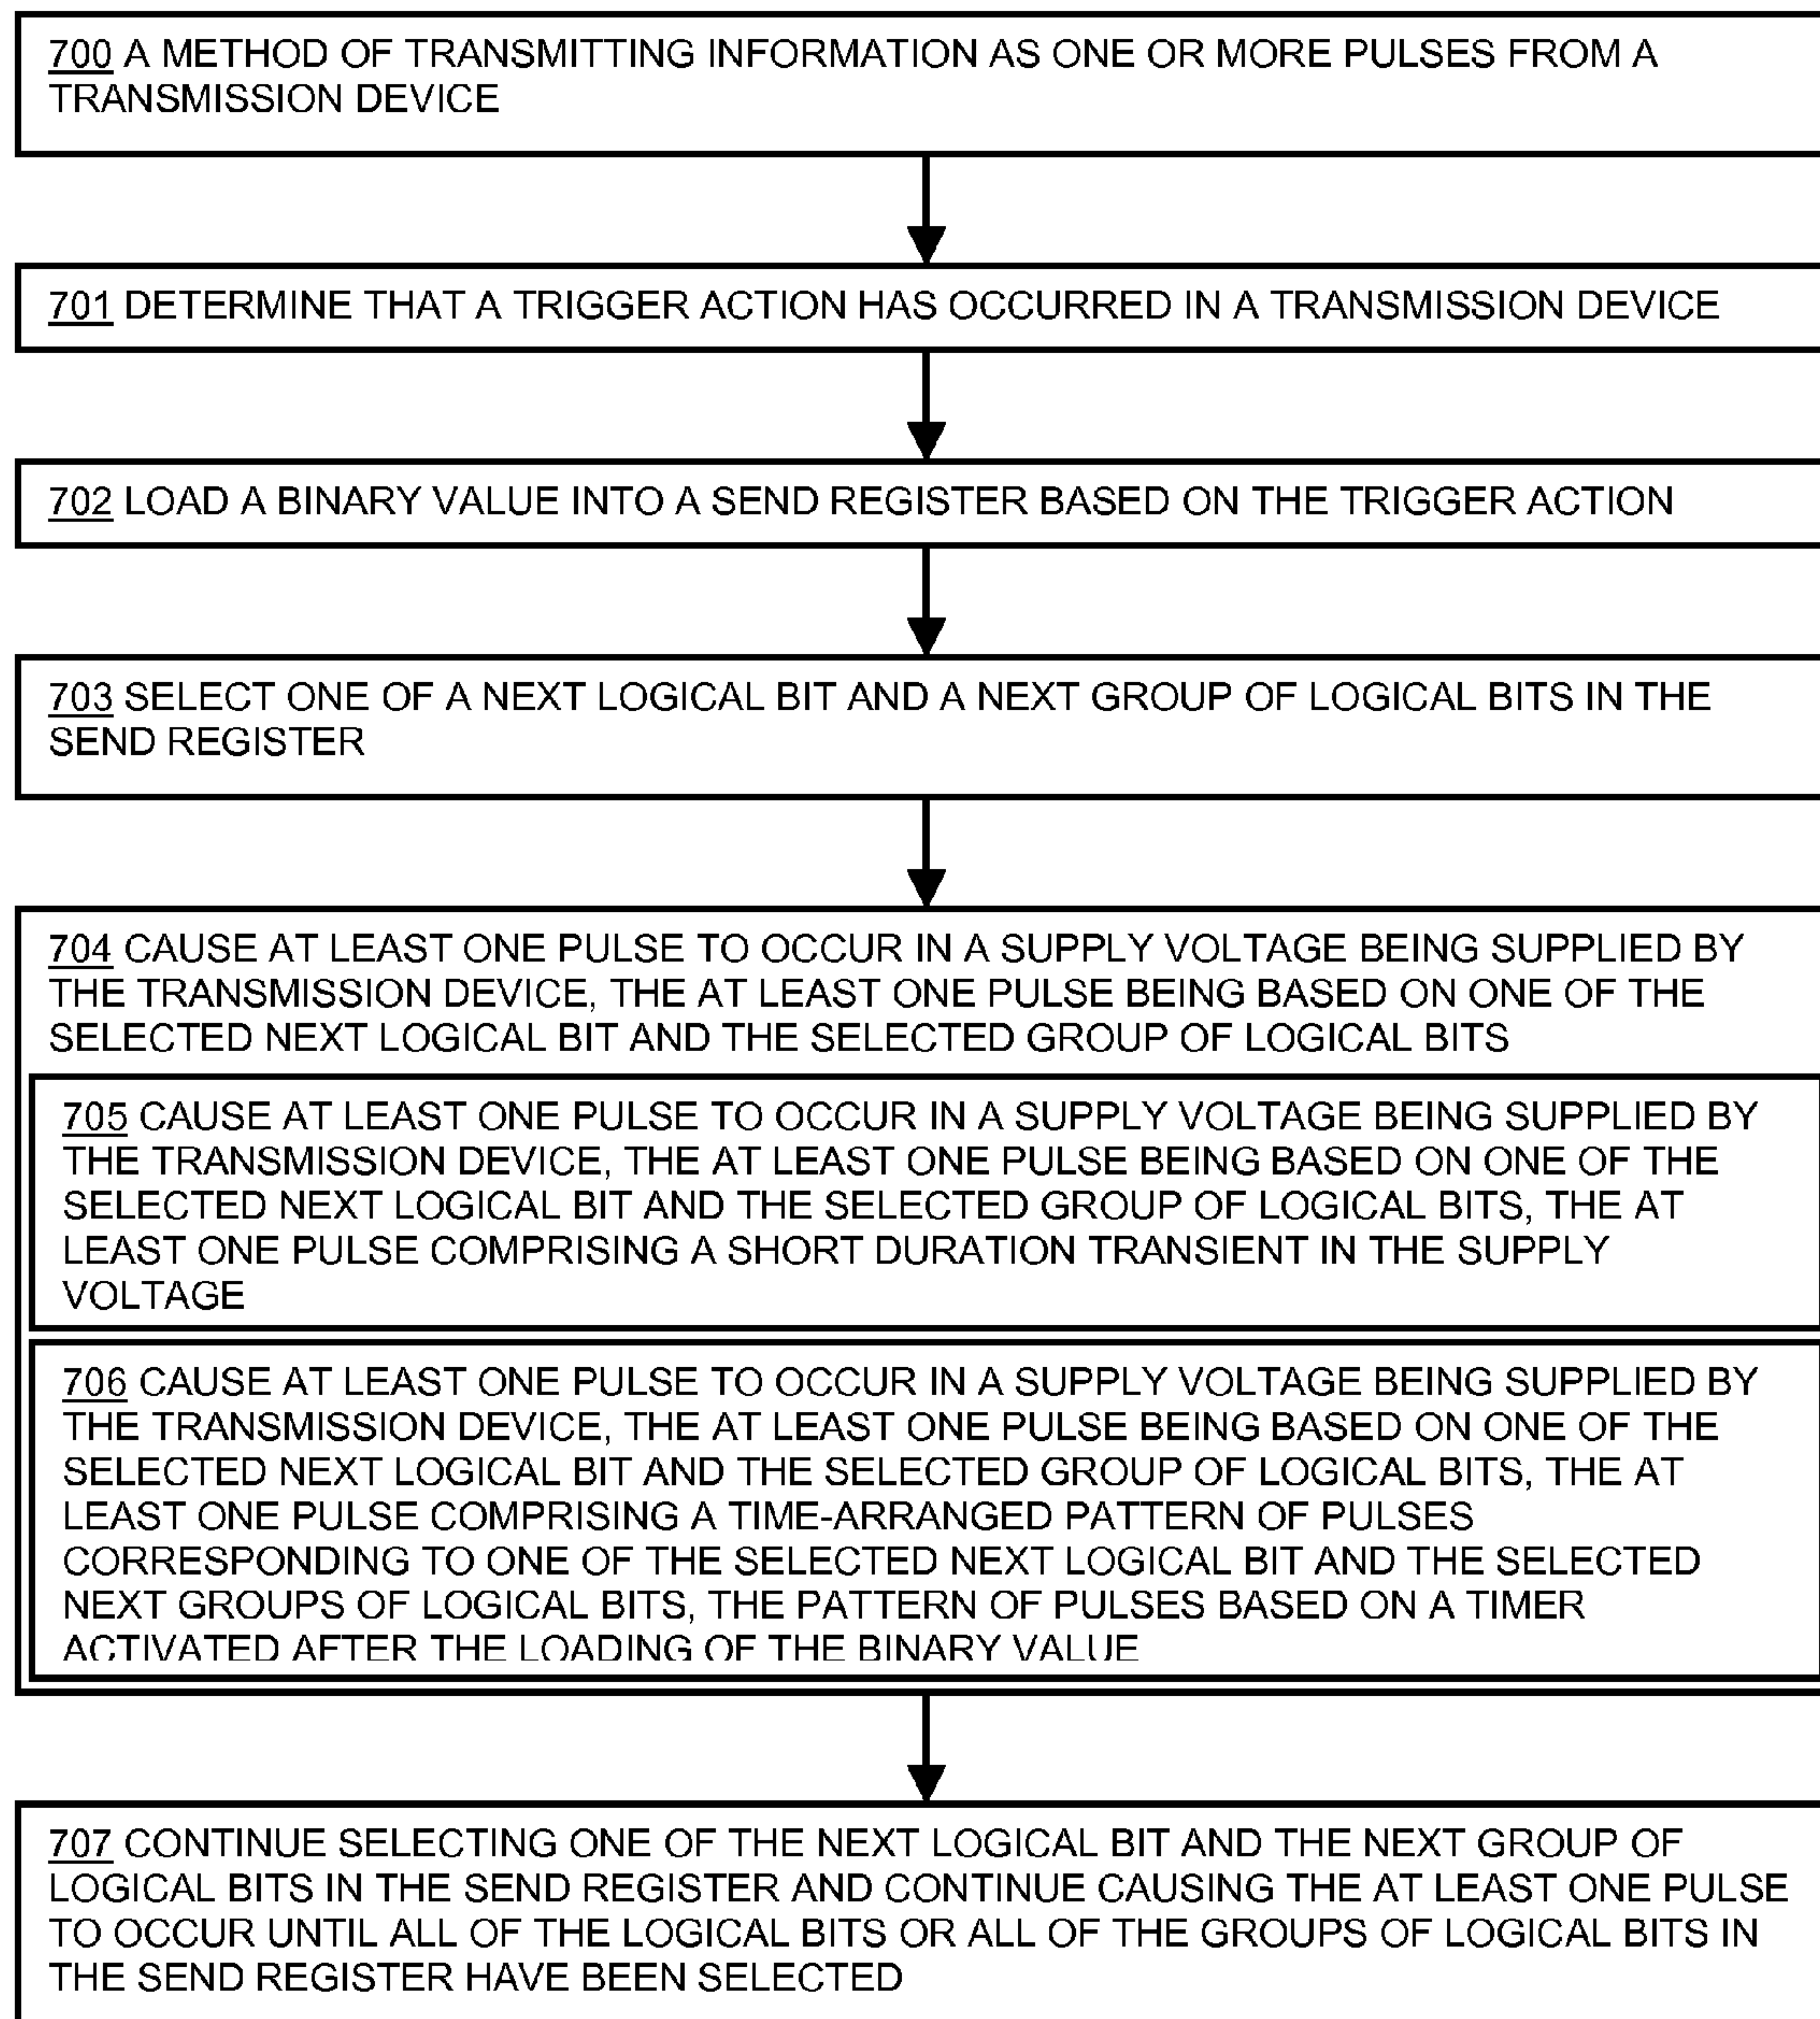 700 A METHOD OF TRANSMITTING INFORMATION AS ONE OR MORE PULSES FROM A
TRANSMISSION DEVICE
701 DETERMINE THAT A TRIGGER ACTION HAS OCCURRED IN A TRANSMISSION DEVICE
702 LOAD A BINARY VALUE INTO A SEND REGISTER BASED ON THE TRIGGER ACTION
703 SELECT ONE OF A NEXT LOGICAL BIT AND A NEXT GROUP OF LOGICAL BITS IN THE
SEND REGISTER
704 CAUSE AT LEAST ONE PULSE TO OCCUR IN A SUPPLY VOLTAGE BEING SUPPLIED BY
THE TRANSMISSION DEVICE, THE AT LEAST ONE PULSE BEING BASED ON ONE OF THE
SELECTED NEXT LOGICAL BIT AND THE SELECTED GROUP OF LOGICAL BITS
705 CAUSE AT LEAST ONE PULSE TO OCCUR IN A SUPPLY VOLTAGE BEING SUPPLIED BY
THE TRANSMISSION DEVICE, THE AT LEAST ONE PULSE BEING BASED ON ONE OF THE
SELECTED NEXT LOGICAL BIT AND THE SELECTED GROUP OF LOGICAL BITS, THE AT
LEAST ONE PULSE COMPRISING A SHORT DURATION TRANSIENT IN THE SUPPLY
VOLTAGE
706 CAUSE AT LEAST ONE PULSE TO OCCUR IN A SUPPLY VOLTAGE BEING SUPPLIED BY
THE TRANSMISSION DEVICE, THE AT LEAST ONE PULSE BEING BASED ON ONE OF THE
SELECTED NEXT LOGICAL BIT AND THE SELECTED GROUP OF LOGICAL BITS, THE AT
LEAST ONE PULSE COMPRISING A TIME-ARRANGED PATTERN OF PULSES
CORRESPONDING TO ONE OF THE SELECTED NEXT LOGICAL BIT AND THE SELECTED
NEXT GROUPS OF LOGICAL BITS, THE PATTERN OF PULSES BASED ON A TIMER
ACTIVATED AFTER THE LOADING OF THE BINARY VALUE
707 CONTINUE SELECTING ONE OF THE NEXT LOGICAL BIT AND THE NEXT GROUP OF
LOGICAL BITS IN THE SEND REGISTER AND CONTINUE CAUSING THE AT LEAST ONE PULSE
TO OCCUR UNTIL ALL OF THE LOGICAL BITS OR ALL OF THE GROUPS OF LOGICAL BITS IN
THE SEND REGISTER HAVE BEEN SELECTED